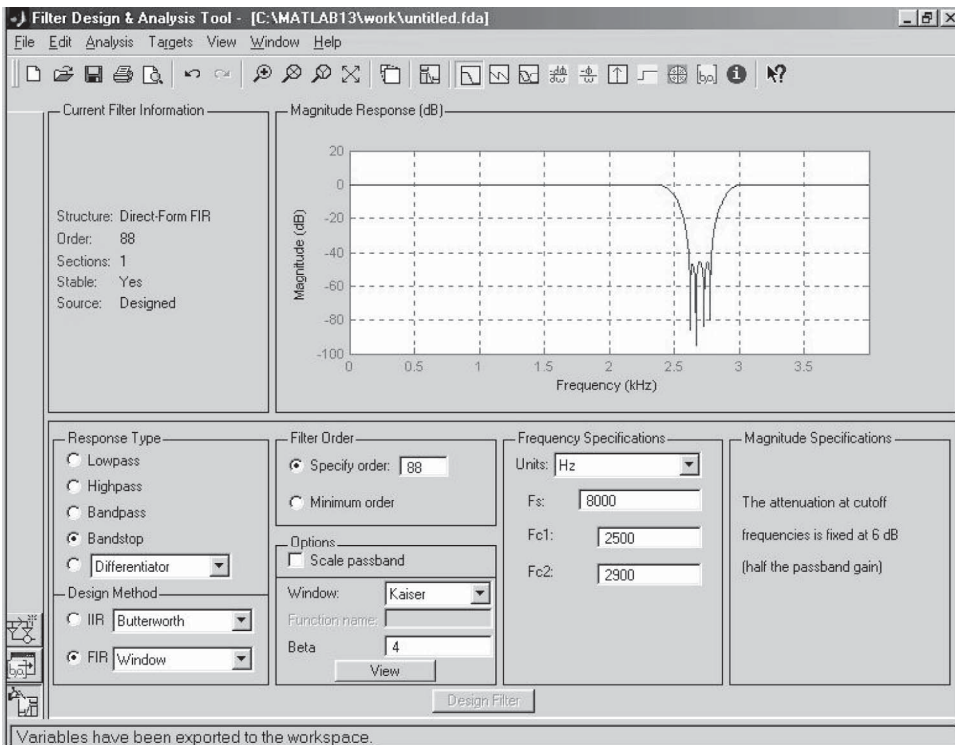 Filter Design & Analysis Tool - [C:\MATLAB13\work\untitled.fda]
File Edit Analysis Targets View Window Help
Current Filter Information
Structure: Direct-Form FIR
Order: 88
Sections: 1
Stable: Yes
Source: Designed
Magnitude Response (dB)
Magnitude (dB)
20
0
-20
-40
-60
-80
-100
0 0.5 1 1.5 2 2.5 3 3.5
Frequency (kHz)
Response Type
Lowpass
Highpass
Bandpass
Bandstop
Differentiator
Design Method
IIR Butterworth
FIR Window
Filter Order
Specify order: 88
Minimum order
Options
Scale passband
Window: Kaiser
Function name:
Beta 4
View
Frequency Specifications
Units: Hz
Fs: 8000
Fc1: 2500
Fc2: 2900
Magnitude Specifications
The attenuation at cutoff
frequencies is fixed at 6 dB
(half the passband gain)
Design Filter
Variables have been exported to the workspace.